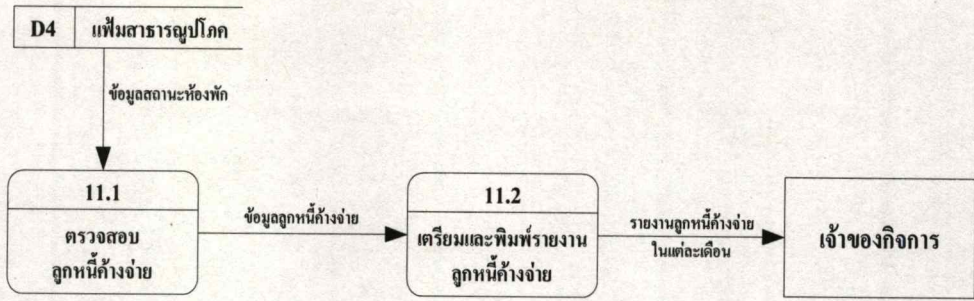 D4 แฟ้มสาธารณูปโภค
ข้อมูลสถานะห้องพัก
11.1
ตรวจสอบ
ลูกหนี้ค้างจ่าย
ข้อมูลลูกหนี้ค้างจ่าย
11.2
เตรียมและพิมพ์รายงาน
ลูกหนี้ค้างจ่าย
รายงานลูกหนี้ค้างจ่าย
ในแต่ละเดือน
เจ้าของกิจการ